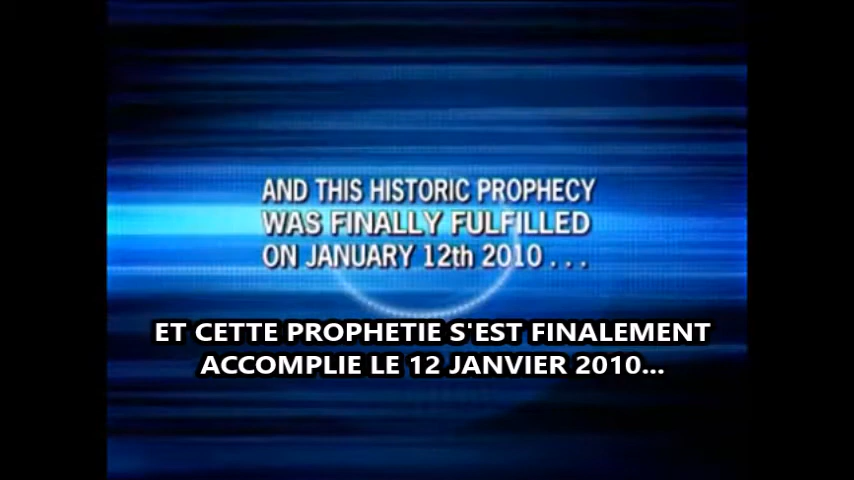 AND THIS HISTORIC PROPHECY
WAS FINALLY FULFILLED
ON JANUARY 12th 2010 . . .
ET CETTE PROPHETIE S'EST FINALEMENT
ACCOMPLIE LE 12 JANVIER 2010...